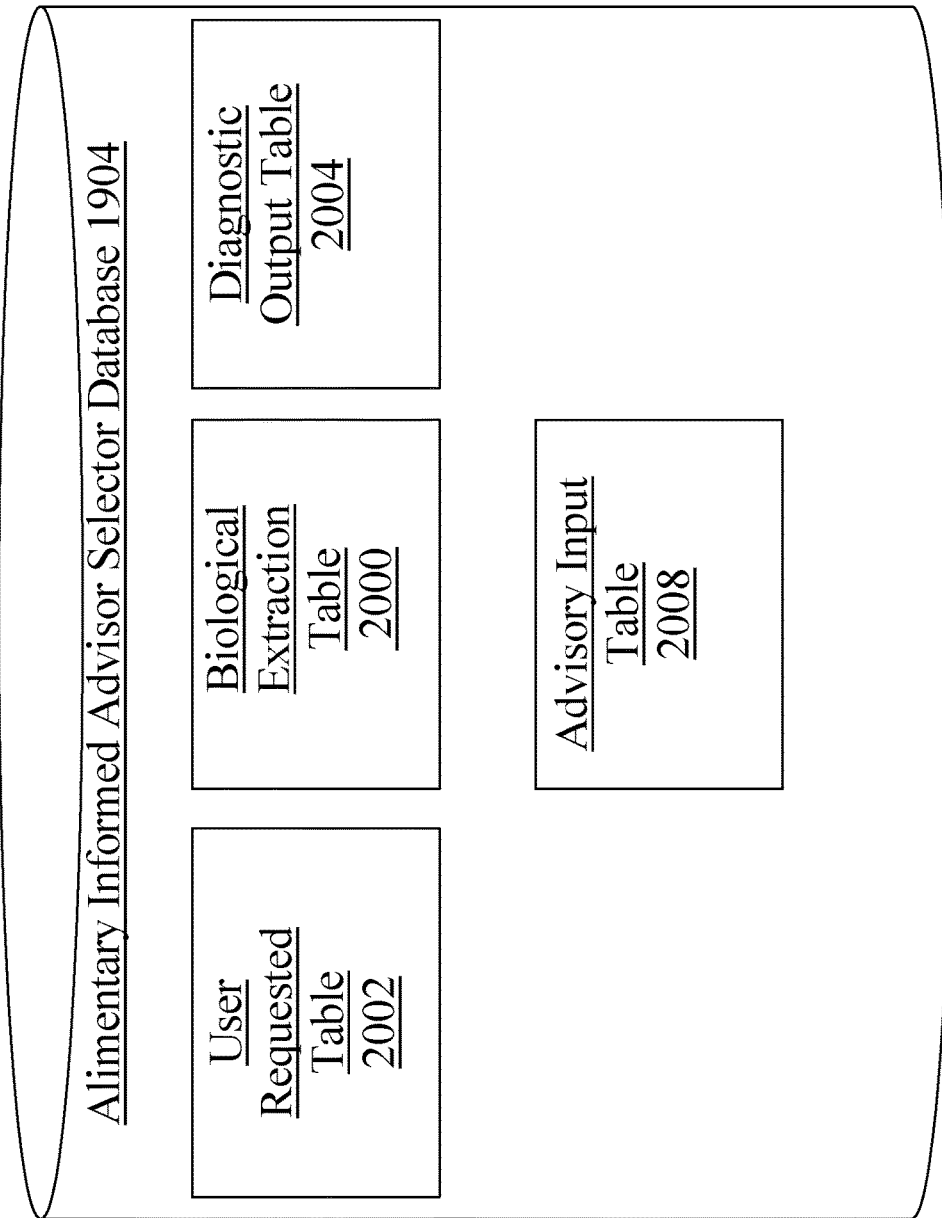 Alimentary Informed Advisor Selector Database 1904
User
Requested
Table
2002
Biological
Extraction
Table
2000
Diagnostic
Output Table
2004
Advisory Input
Table
2008